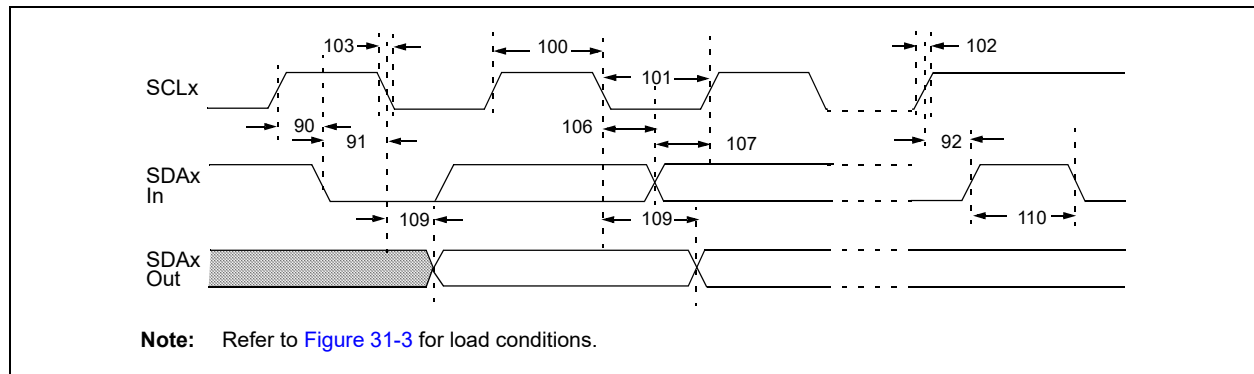 103
100
101
102
SCLx
90
91
106
107
92
SDAx
In
109
109
110
SDAx
Out
Note: Refer to Figure 31-3 for load conditions.